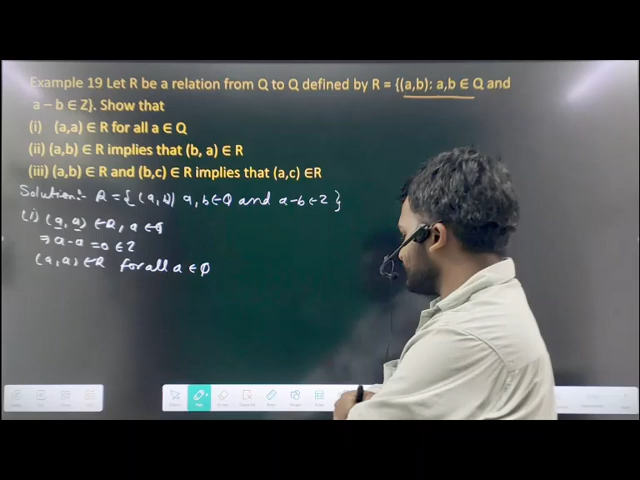 Example 19 Let R be a relation from Q to Q defined by R = {(a,b): a,b ∈ Q and
a – b ∈ Z}. Show that
(i) (a,a) ∈ R for all a ∈ Q
(ii) (a,b) ∈ R implies that (b, a) ∈ R
(iii) (a,b) ∈ R and (b,c) ∈ R implies that (a,c) ∈R
Solution:- R = { (a,b) a, b ∈ Q and a-b ∈ Z }
(i) (a, a) ∈ R, a ∈ Q
⇒ a - a = 0 ∈ Z
(a, a) ∈ R for all a ∈ Q